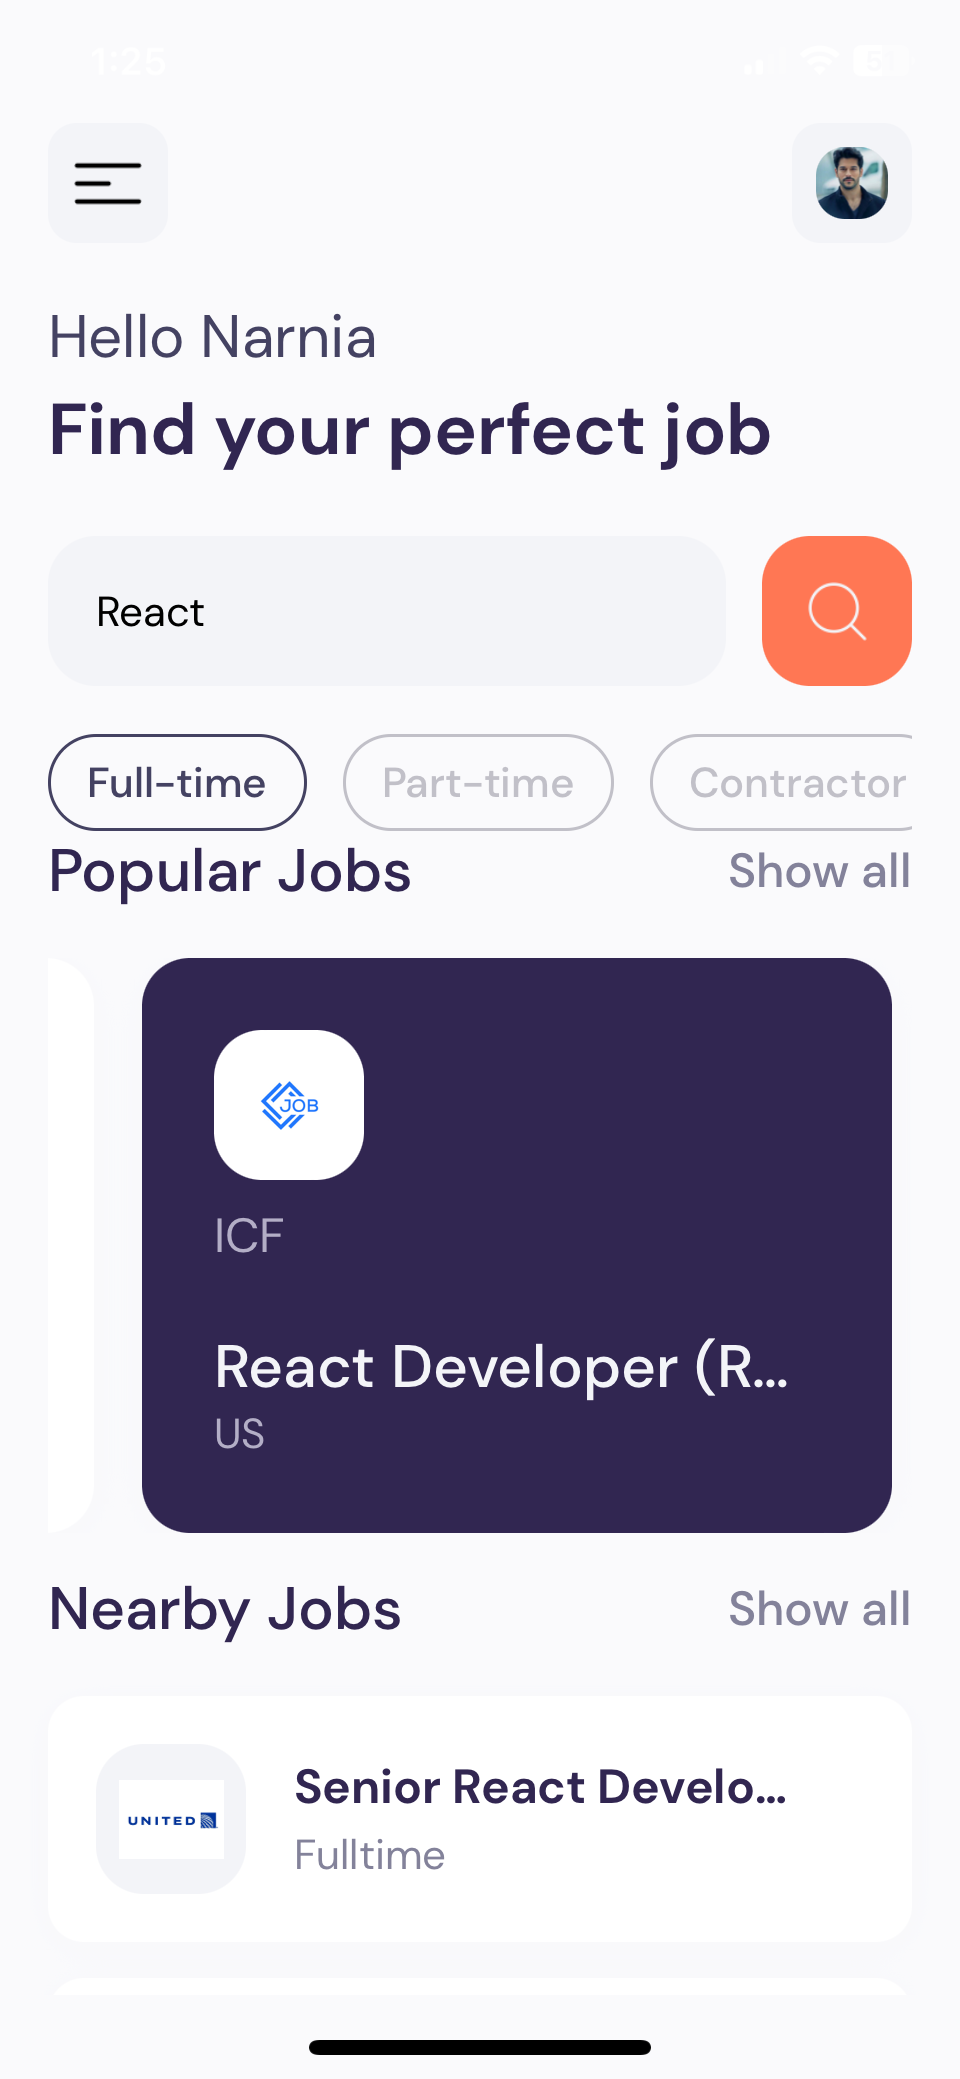 1:25
Hello Narnia
Find your perfect job
React
Full-time
Part-time
Contractor
Popular Jobs
Show all
JOB
ICF
React Developer (R...
US
Nearby Jobs
Show all
UNITED
Senior React Develo...
Fulltime